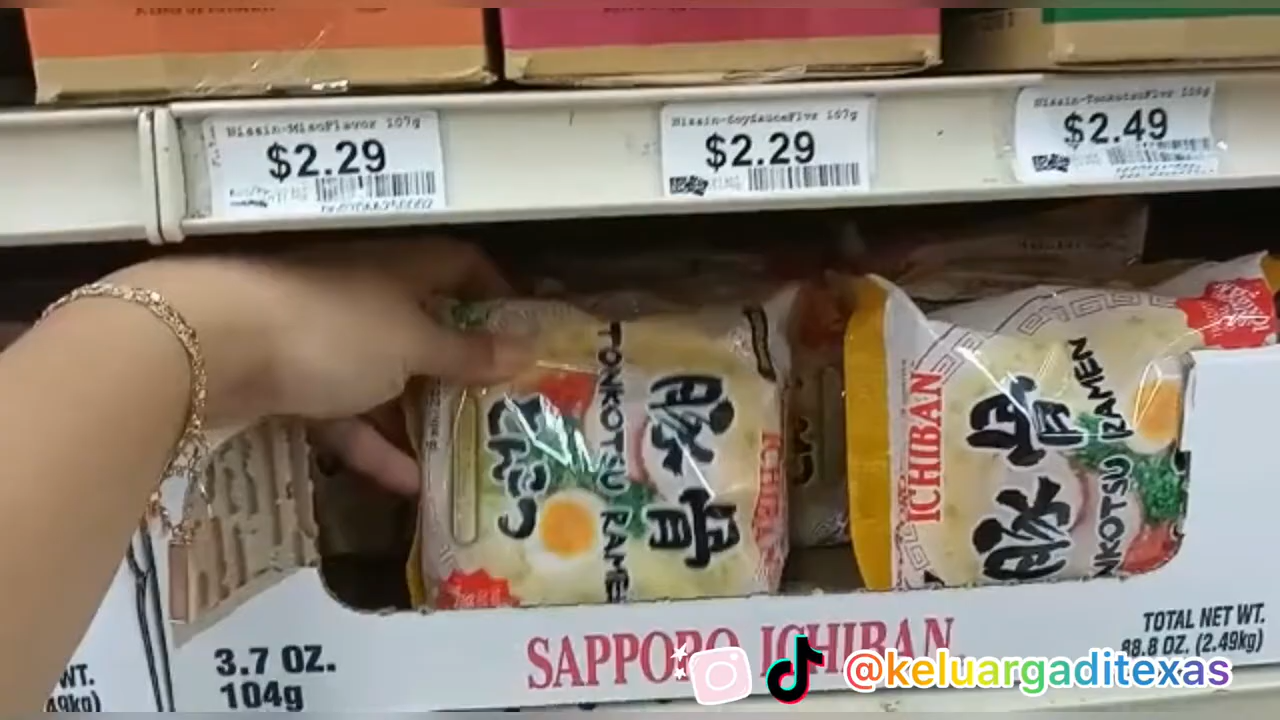 Nissin-MisoFlavor 107g
$2.29
Nissin-SoySauceFlvr 107g
$2.29
Nissin-TonkotsuFlvr 106g
$2.49
TONKOTSU RAMEN
豚骨
とんこつ
ICHIBAN
ICHIBAN
豚骨
TONKOTSU RAMEN
WT.
3.7 OZ.
104g
SAPPORO ICHIBAN
TOTAL NET WT.
88.8 OZ. (2.49kg)
@keluargaditexas